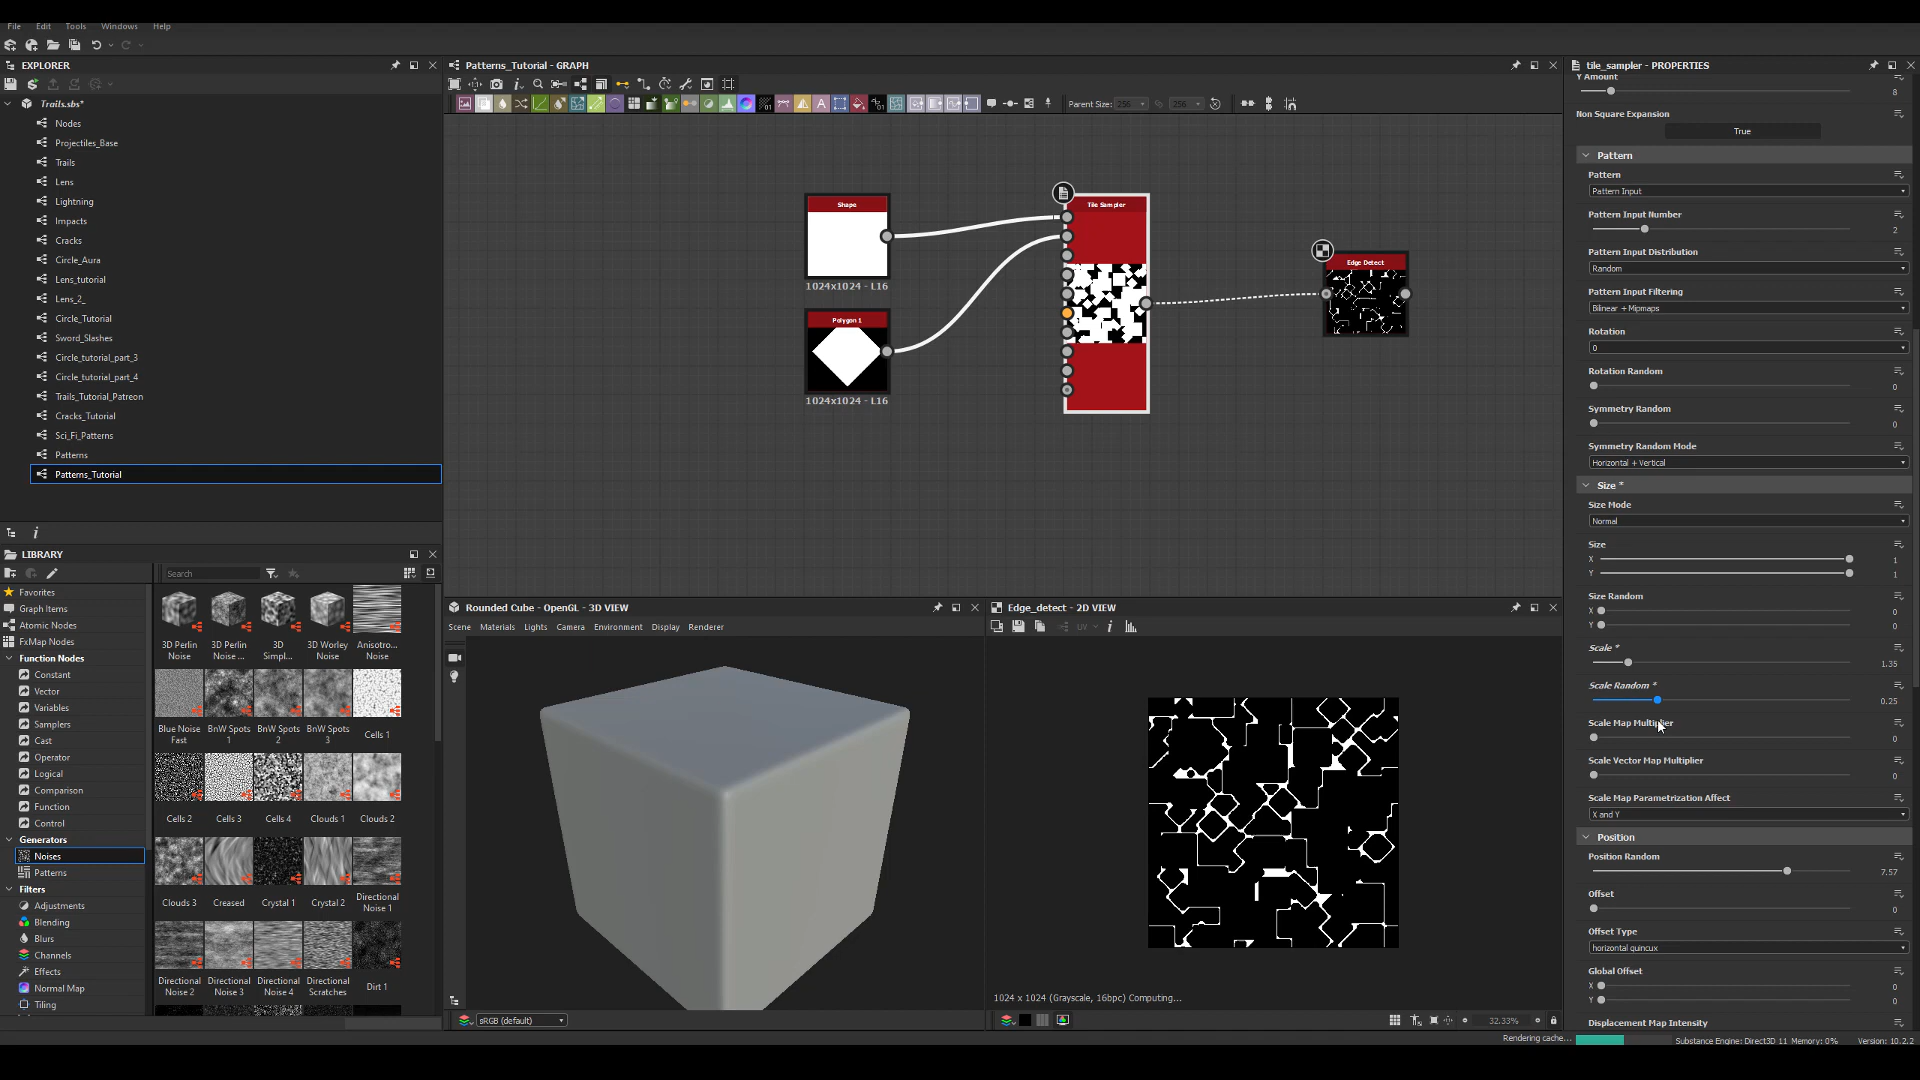 File Edit Tools Windows Help
EXPLORER
Trails.sbs*
Nodes
Projectiles_Base
Trails
Lens
Lightning
Impacts
Cracks
Circle_Aura
Lens_tutorial
Lens_2_
Circle_Tutorial
Sword_Slashes
Circle_tutorial_part_3
Circle_tutorial_part_4
Trails_Tutorial_Patreon
Cracks_Tutorial
Sci_Fi_Patterns
Patterns
Patterns_Tutorial
LIBRARY
Search
Favorites
Graph Items
Atomic Nodes
FxMap Nodes
Function Nodes
Constant
Vector
Variables
Samplers
Cast
Operator
Logical
Comparison
Function
Control
Generators
Noises
Patterns
Filters
Adjustments
Blending
Blurs
Channels
Effects
Normal Map
Tiling
3D Perlin Noise
3D Perlin Noise ...
3D Simpl...
3D Worley Noise
Anisotro... Noise
Blue Noise Fast
BnW Spots 1
BnW Spots 2
BnW Spots 3
Cells 1
Cells 2
Cells 3
Cells 4
Clouds 1
Clouds 2
Clouds 3
Creased
Crystal 1
Crystal 2
Directional Noise 1
Directional Noise 2
Directional Noise 3
Directional Noise 4
Directional Scratches
Dirt 1
Patterns_Tutorial - GRAPH
Parent Size: 256 256
Shape
1024x1024 - L16
Polygon 1
1024x1024 - L16
Tile Sampler
Edge Detect
Rounded Cube - OpenGL - 3D VIEW
Scene Materials Lights Camera Environment Display Renderer
sRGB (default)
Edge_detect - 2D VIEW
UV
1024 x 1024 (Grayscale, 16bpc) Computing...
32.33%
tile_sampler - PROPERTIES
Y Amount
8
Non Square Expansion
True
Pattern
Pattern
Pattern Input
Pattern Input Number
2
Pattern Input Distribution
Random
Pattern Input Filtering
Bilinear + Mipmaps
Rotation
0
Rotation Random
0
Symmetry Random
0
Symmetry Random Mode
Horizontal + Vertical
Size *
Size Mode
Normal
Size
X 1
Y 1
Size Random
X 0
Y 0
Scale *
1.35
Scale Random *
0.25
Scale Map Multiplier
0
Scale Vector Map Multiplier
0
Scale Map Parametrization Affect
X and Y
Position
Position Random
7.57
Offset
0
Offset Type
horizontal quincux
Global Offset
X 0
Y 0
Displacement Map Intensity
Rendering cache...
Substance Engine: Direct3D 11 Memory: 0% Version: 10.2.2